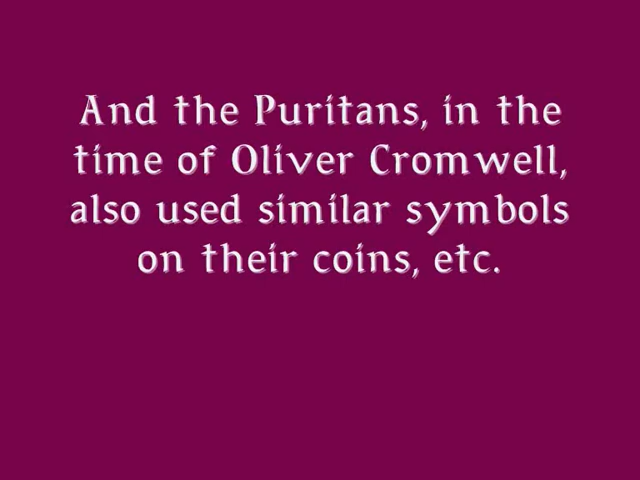 And the Puritans, in the
time of Oliver Cromwell,
also used similar symbols
on their coins, etc.